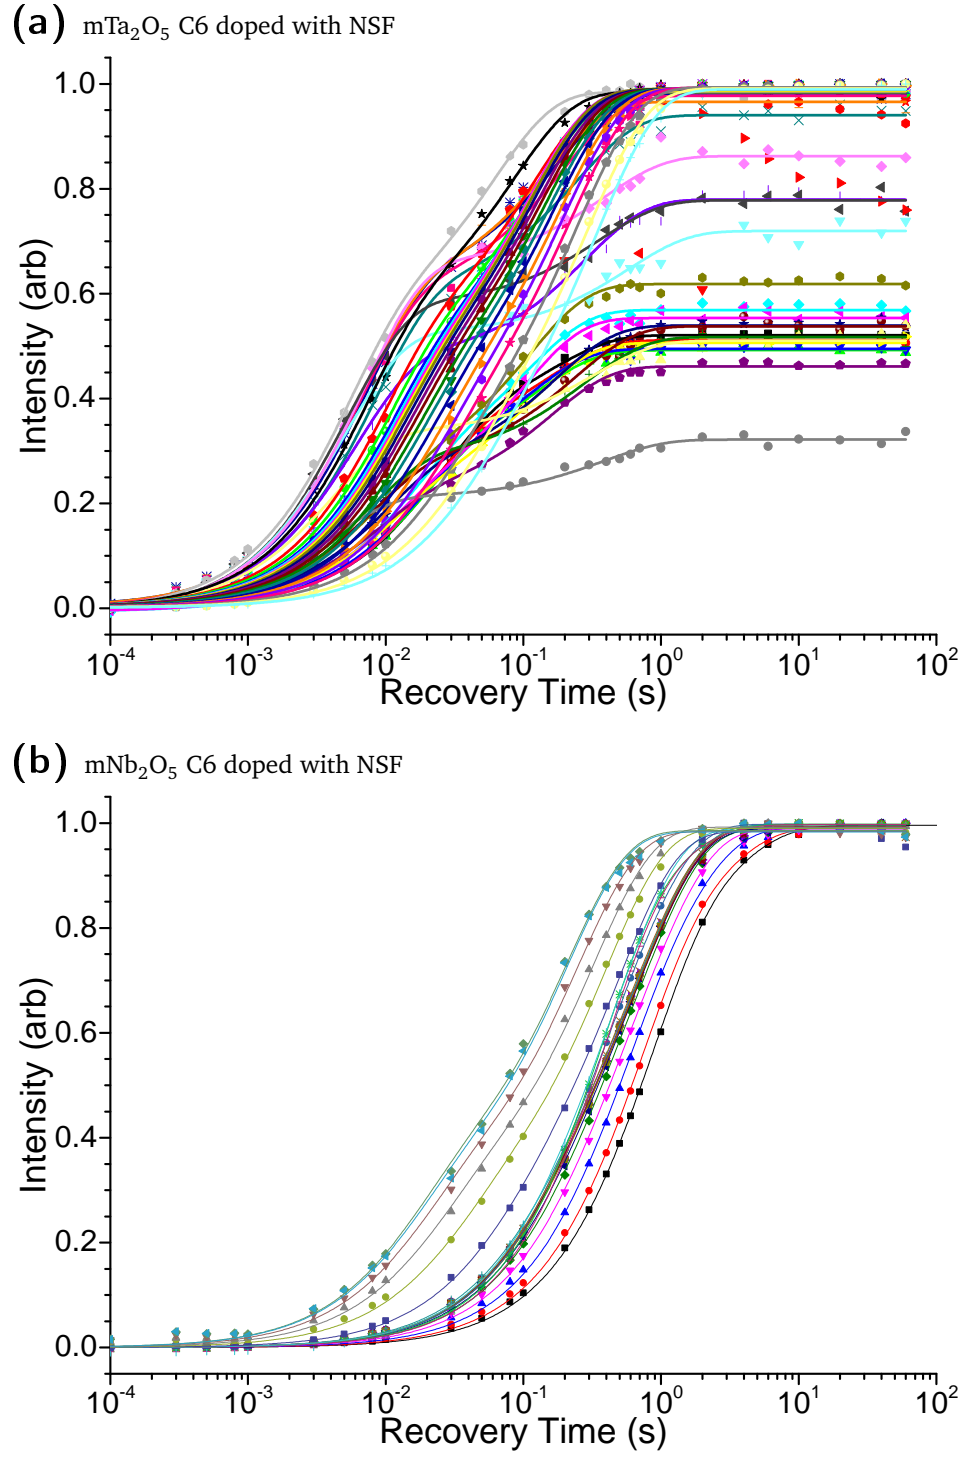 (a) mTa₂O₅ C6 doped with NSF
1.0
0.8
0.6
0.4
0.2
0.0
Intensity (arb)
10⁻⁴ 10⁻³ 10⁻² 10⁻¹ 10⁰ 10¹ 10²
Recovery Time (s)
(b) mNb₂O₅ C6 doped with NSF
1.0
0.8
0.6
0.4
0.2
0.0
Intensity (arb)
10⁻⁴ 10⁻³ 10⁻² 10⁻¹ 10⁰ 10¹ 10²
Recovery Time (s)